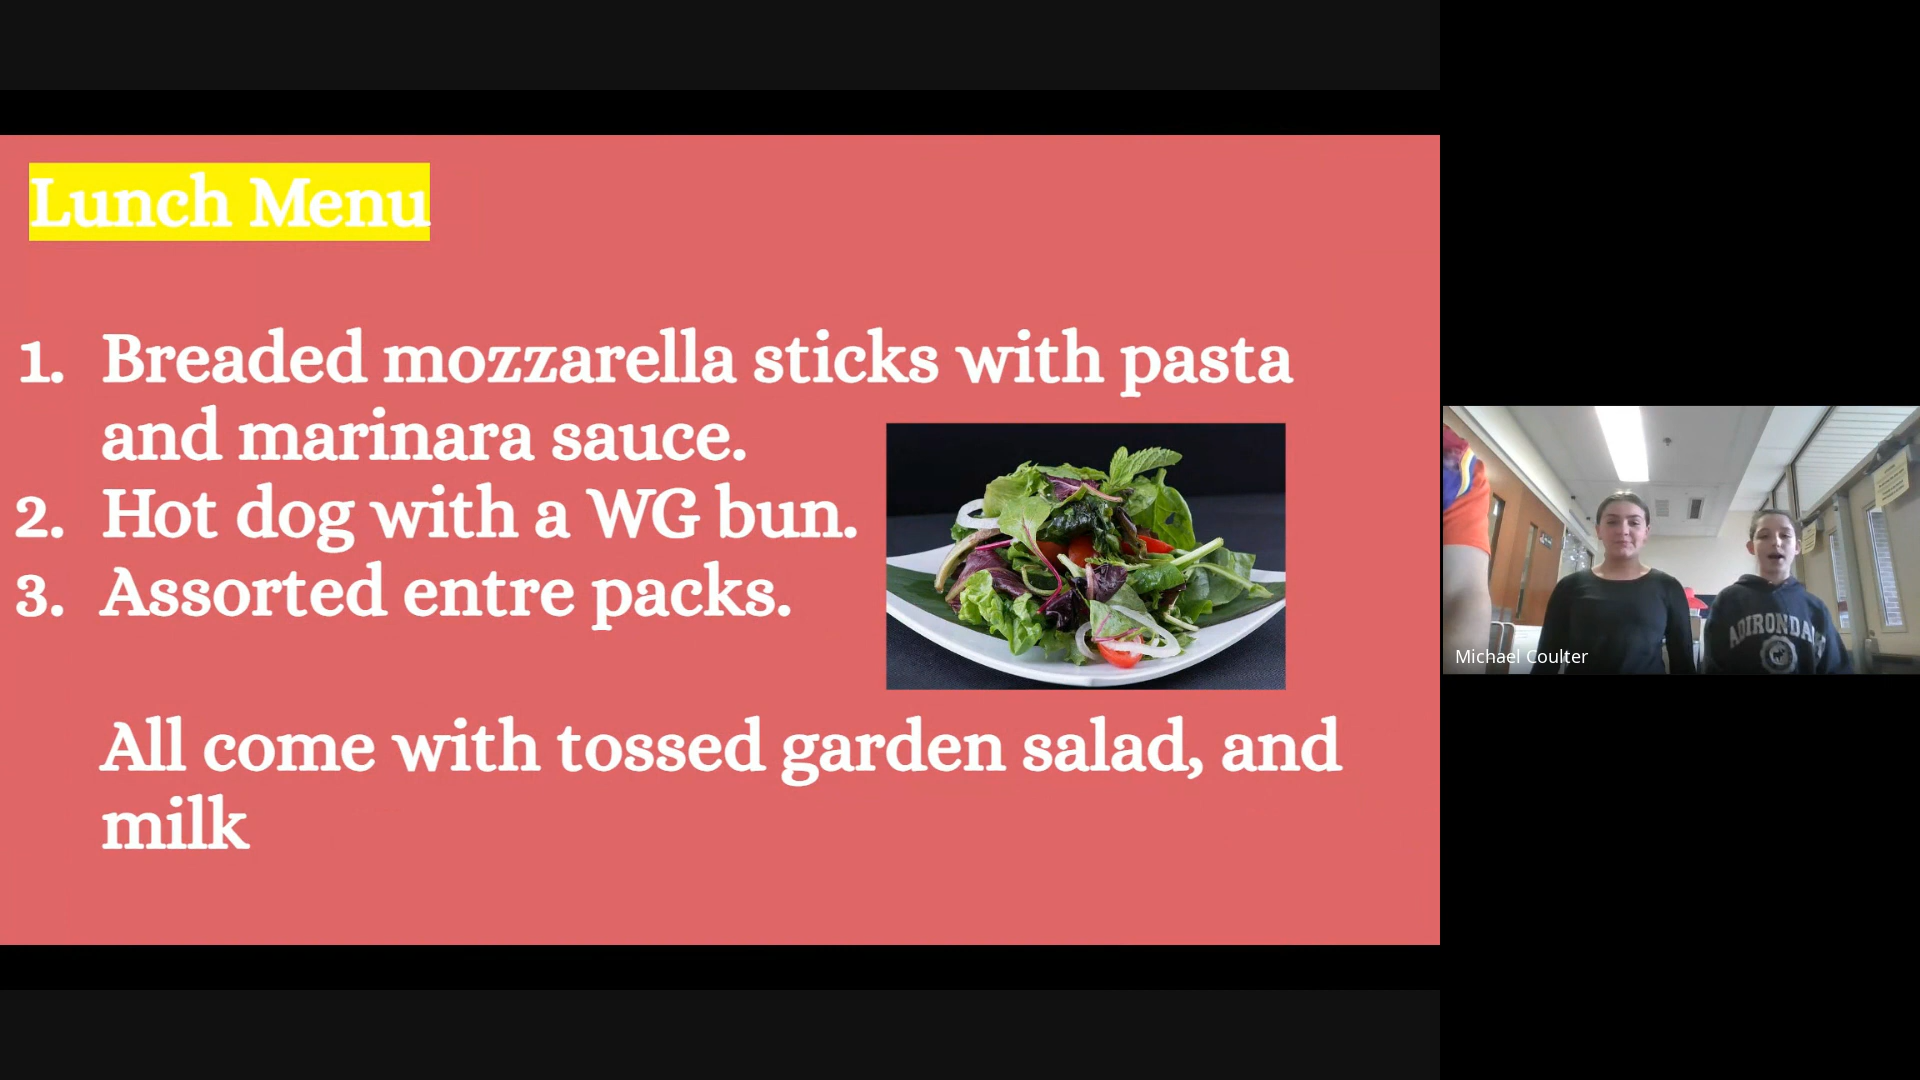 Lunch Menu
1. Breaded mozzarella sticks with pasta
and marinara sauce.
2. Hot dog with a WG bun.
3. Assorted entre packs.
All come with tossed garden salad, and
milk
Michael Coulter